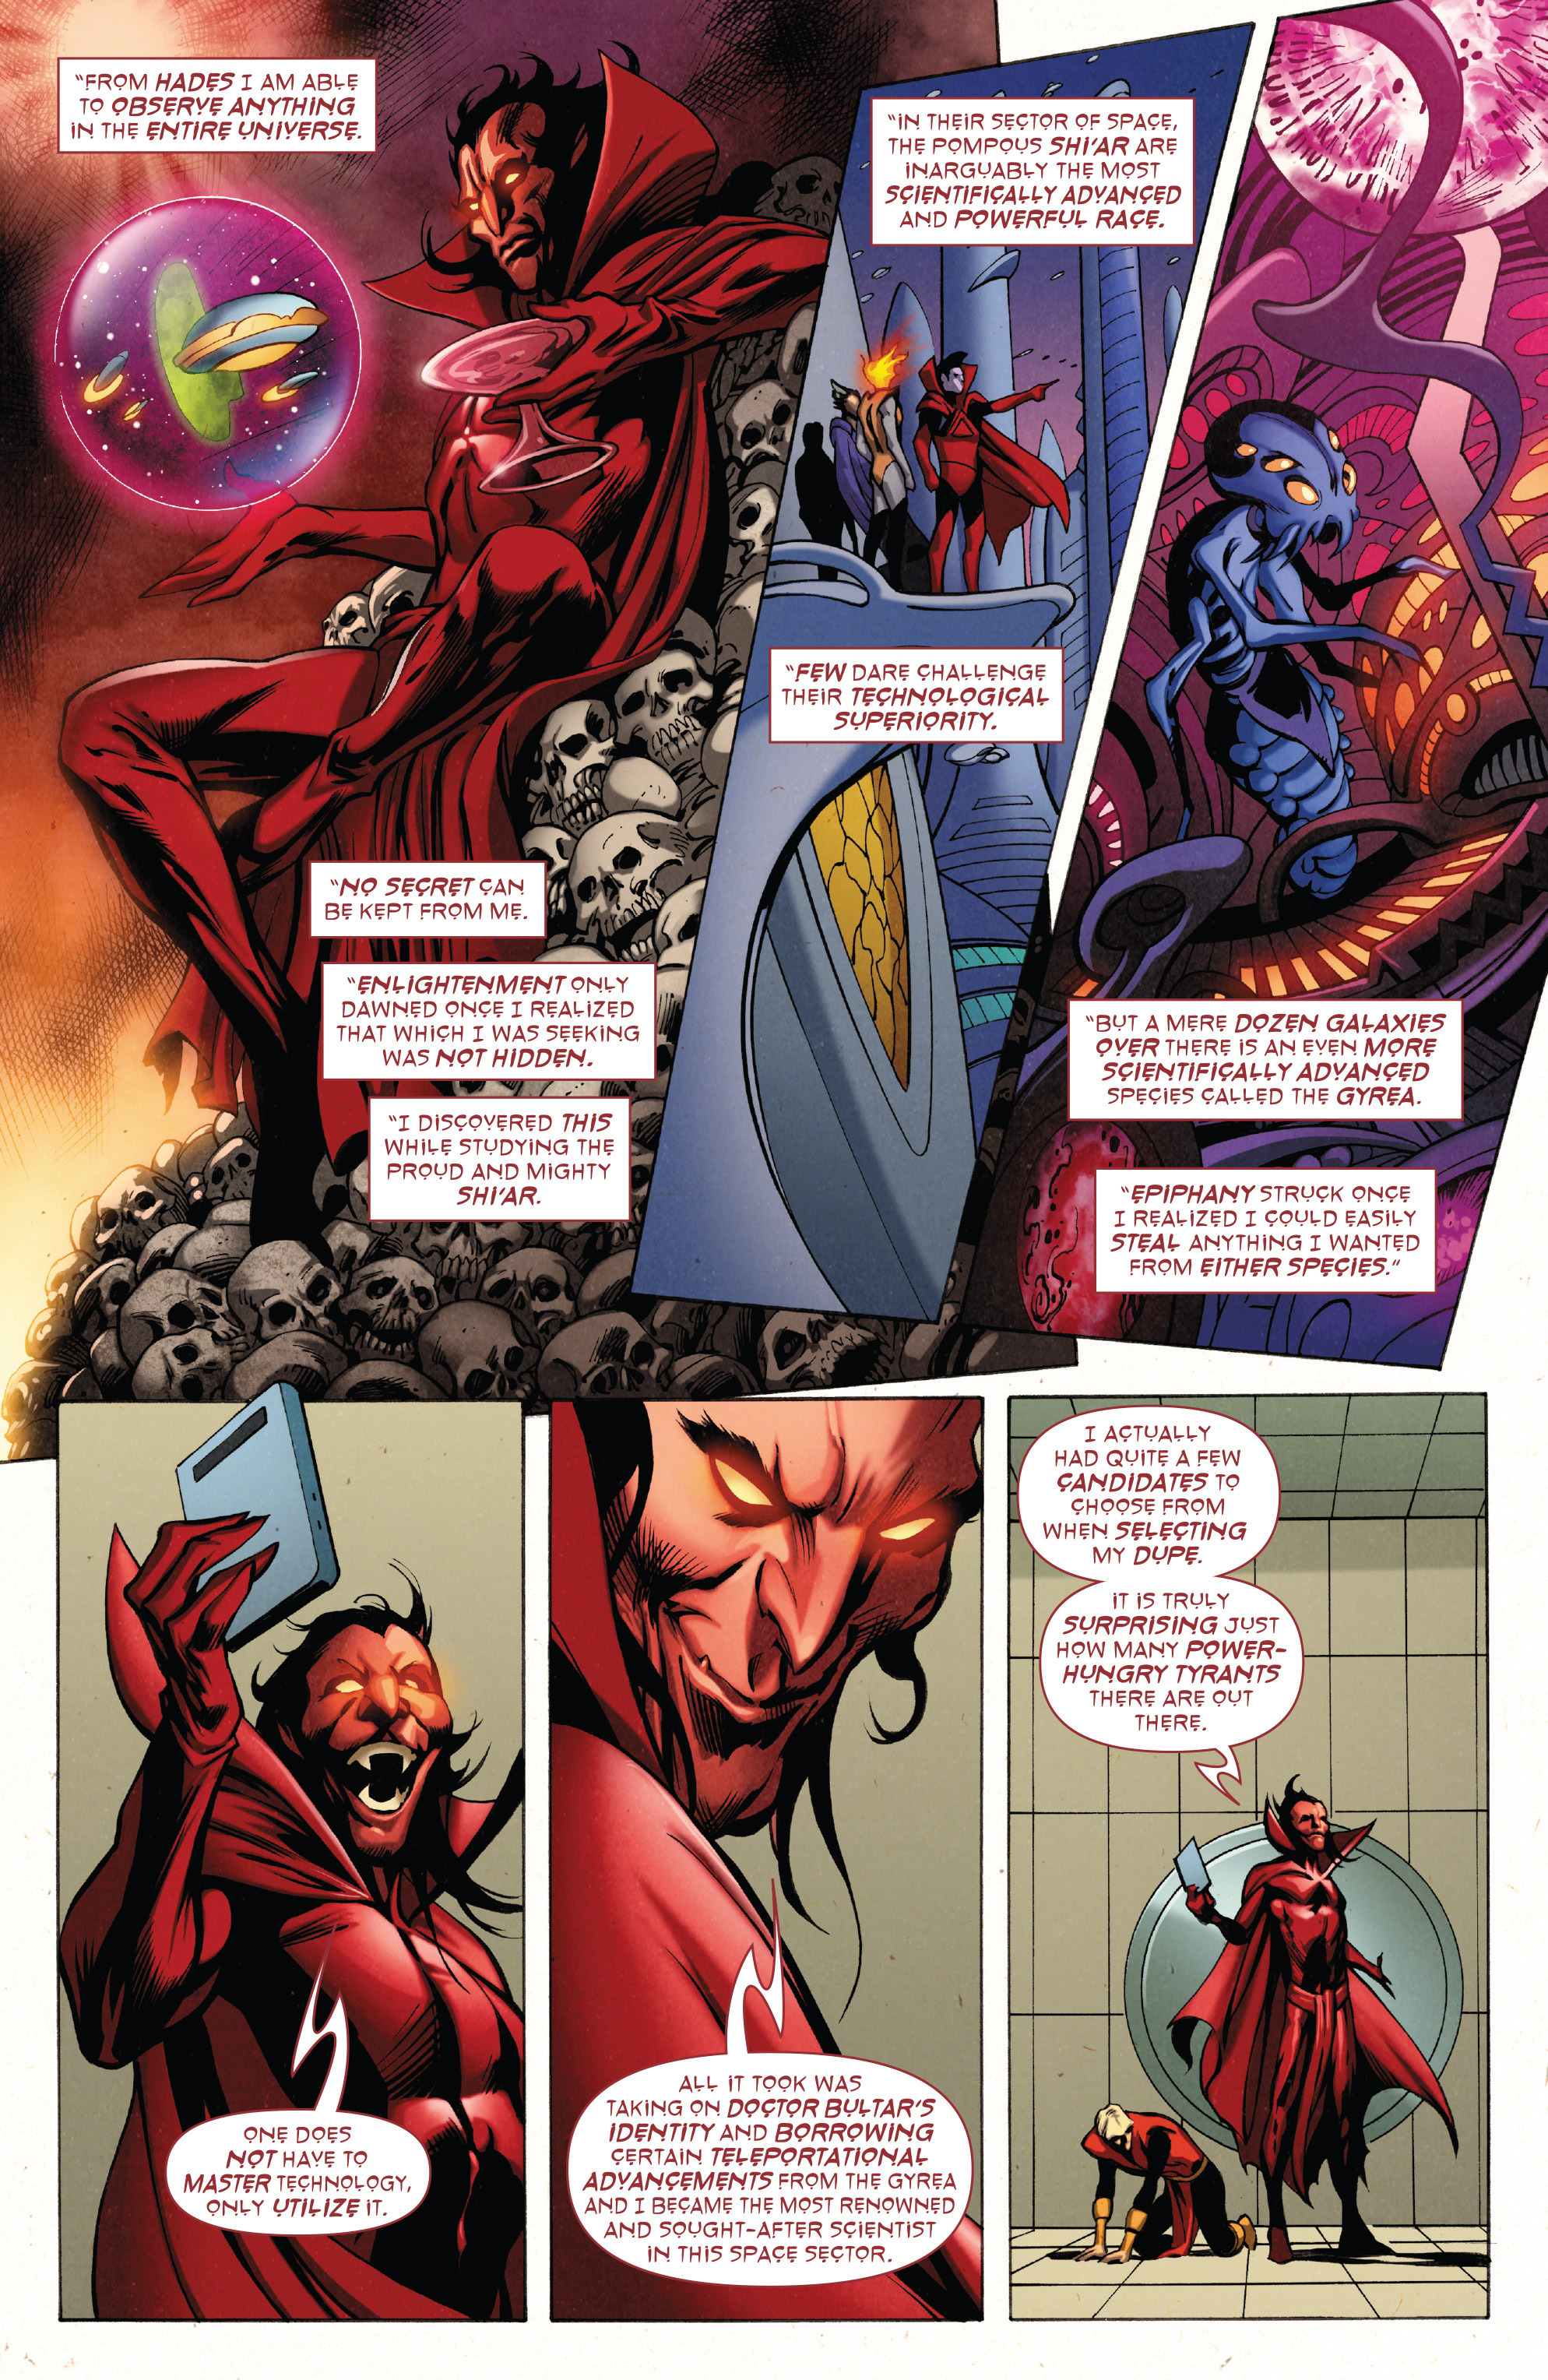 "FROM HADES I AM ABLE
TO OBSERVE ANYTHING
IN THE ENTIRE UNIVERSE.
"NO SECRET CAN
BE KEPT FROM ME.
"ENLIGHTENMENT ONLY
DAWNED ONCE I REALIZED
THAT WHICH I WAS SEEKING
WAS NOT HIDDEN.
"I DISCOVERED THIS
WHILE STUDYING THE
PROUD AND MIGHTY
SHI'AR.
"IN THEIR SECTOR OF SPACE,
THE POMPOUS SHI'AR ARE
INARGUABLY THE MOST
SCIENTIFICALLY ADVANCED
AND POWERFUL RACE.
"FEW DARE CHALLENGE
THEIR TECHNOLOGICAL
SUPERIORITY.
"BUT A MERE DOZEN GALAXIES
OVER THERE IS AN EVEN MORE
SCIENTIFICALLY ADVANCED
SPECIES CALLED THE GYREA.
"EPIPHANY STRUCK ONCE
I REALIZED I COULD EASILY
STEAL ANYTHING I WANTED
FROM EITHER SPECIES."
ONE DOES
NOT HAVE TO
MASTER TECHNOLOGY,
ONLY UTILIZE IT.
ALL IT TOOK WAS
TAKING ON DOCTOR BULTAR'S
IDENTITY AND BORROWING
CERTAIN TELEPORTATIONAL
ADVANCEMENTS FROM THE GYREA
AND I BECAME THE MOST RENOWNED
AND SOUGHT-AFTER SCIENTIST
IN THIS SPACE SECTOR.
I ACTUALLY
HAD QUITE A FEW
CANDIDATES TO
CHOOSE FROM
WHEN SELECTING
MY DUPE.
IT IS TRULY
SURPRISING JUST
HOW MANY POWER-
HUNGRY TYRANTS
THERE ARE OUT
THERE.